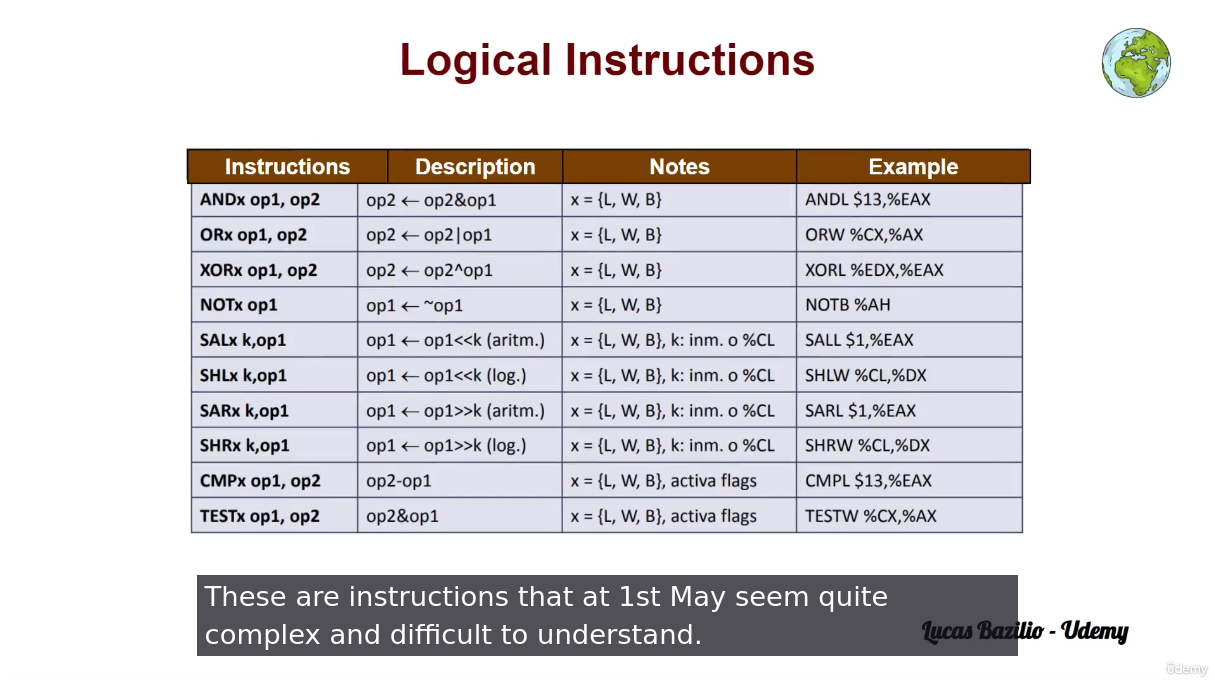 Logical Instructions
Instructions Description Notes Example
ANDx op1, op2 op2 ← op2&op1 x = {L, W, B} ANDL $13,%EAX
ORx op1, op2 op2 ← op2|op1 x = {L, W, B} ORW %CX,%AX
XORx op1, op2 op2 ← op2^op1 x = {L, W, B} XORL %EDX,%EAX
NOTx op1 op1 ← ~op1 x = {L, W, B} NOTB %AH
SALx k,op1 op1 ← op1<<k (aritm.) x = {L, W, B}, k: inm. o %CL SALL $1,%EAX
SHLx k,op1 op1 ← op1<<k (log.) x = {L, W, B}, k: inm. o %CL SHLW %CL,%DX
SARx k,op1 op1 ← op1>>k (aritm.) x = {L, W, B}, k: inm. o %CL SARL $1,%EAX
SHRx k,op1 op1 ← op1>>k (log.) x = {L, W, B}, k: inm. o %CL SHRW %CL,%DX
CMPx op1, op2 op2-op1 x = {L, W, B}, activa flags CMPL $13,%EAX
TESTx op1, op2 op2&op1 x = {L, W, B}, activa flags TESTW %CX,%AX
These are instructions that at 1st May seem quite
complex and difficult to understand.
Lucas Bazilio - Udemy
ûdemy